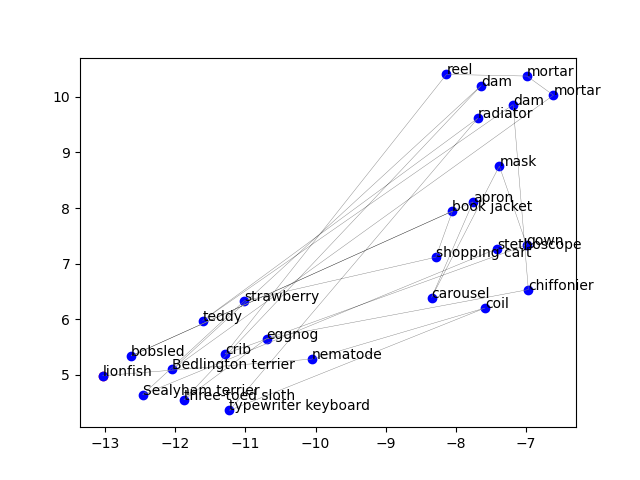 reel
mortar
dam
mortar
dam
radiator
mask
apron
book jacket
gown
stethoscope
shopping cart
chiffonier
carousel
strawberry
coil
teddy
eggnog
crib
bobsled
nematode
Bedlington terrier
lionfish
Sealyham terrier
three-toed sloth
typewriter keyboard
10
9
8
7
6
5
−13
−12
−11
−10
−9
−8
−7